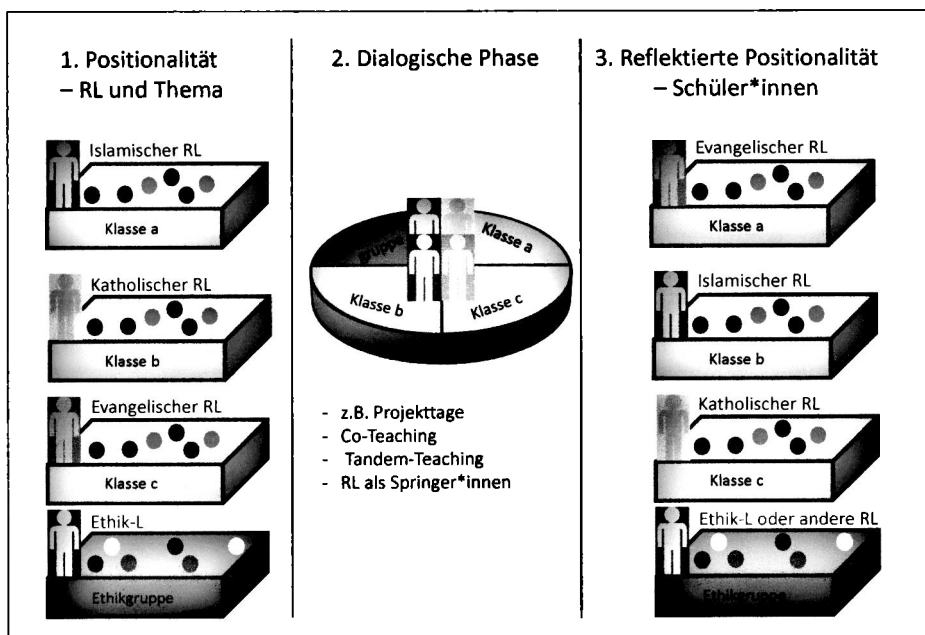 1. Positionalität
– RL und Thema
Islamischer RL
Klasse a
Katholischer RL
Klasse b
Evangelischer RL
Klasse c
Ethik-L
Ethikgruppe
2. Dialogische Phase
gruppe
Klasse a
Klasse b
Klasse c
- z.B. Projekttage
- Co-Teaching
- Tandem-Teaching
- RL als Springer*innen
3. Reflektierte Positionalität
– Schüler*innen
Evangelischer RL
Klasse a
Islamischer RL
Klasse b
Katholischer RL
Klasse c
Ethik-L oder andere RL
Ethikgruppe